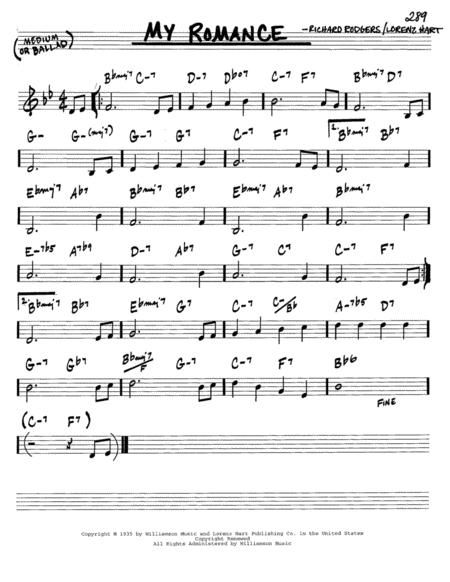 289
MY ROMANCE
(MEDIUM OR BALLAD)
-RICHARD RODGERS/LORENZ HART
Bbmaj7 C-7 D-7 Dbo7 C-7 F7 Bbmaj7 D7
G- G-(maj7) G-7 G7 C-7 F7 1. Bbmaj7 Bb7
Ebmaj7 Ab7 Bbmaj7 Bb7 Ebmaj7 Ab7 Bbmaj7
E-7b5 A7b9 D-7 Ab7 G-7 C7 C-7 F7
2. Bbmaj7 Bb7 Ebmaj7 G7 C-7 C-/Bb A-7b5 D7
G-7 Gb7 Bbmaj7/F G-7 C-7 F7 Bb6
FINE
(C-7 F7)
Copyright © 1935 by Williamson Music and Lorenz Hart Publishing Co. in the United States
Copyright Renewed
All Rights Administered by Williamson Music